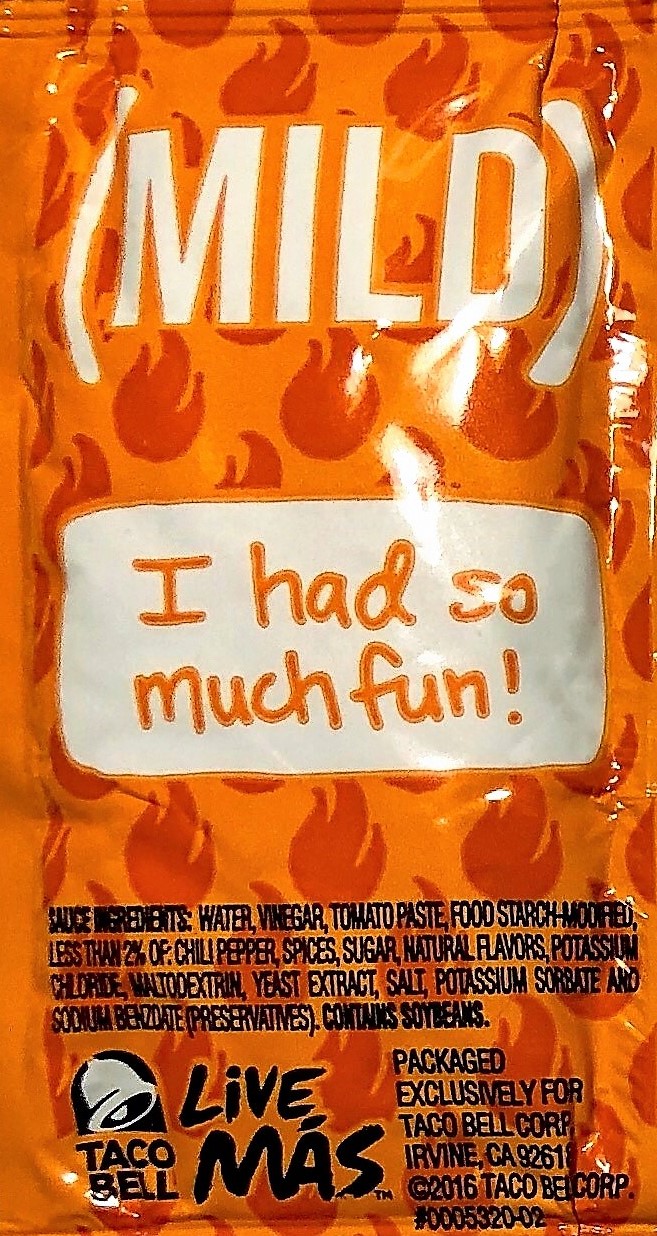 (MILD)
I had so
much fun!
SAUCE INGREDIENTS: WATER, VINEGAR, TOMATO PASTE, FOOD STARCH-MODIFIED,
LESS THAN 2% OF: CHILI PEPPER, SPICES, SUGAR, NATURAL FLAVORS, POTASSIUM
CHLORIDE, MALTODEXTRIN, YEAST EXTRACT, SALT, POTASSIUM SORBATE AND
SODIUM BENZOATE (PRESERVATIVES). CONTAINS SOYBEANS.
TACO
BELL
LiVE
MÁS™
PACKAGED
EXCLUSIVELY FOR
TACO BELL CORP.
IRVINE, CA 92618
©2016 TACO BELL CORP.
#0005320-02